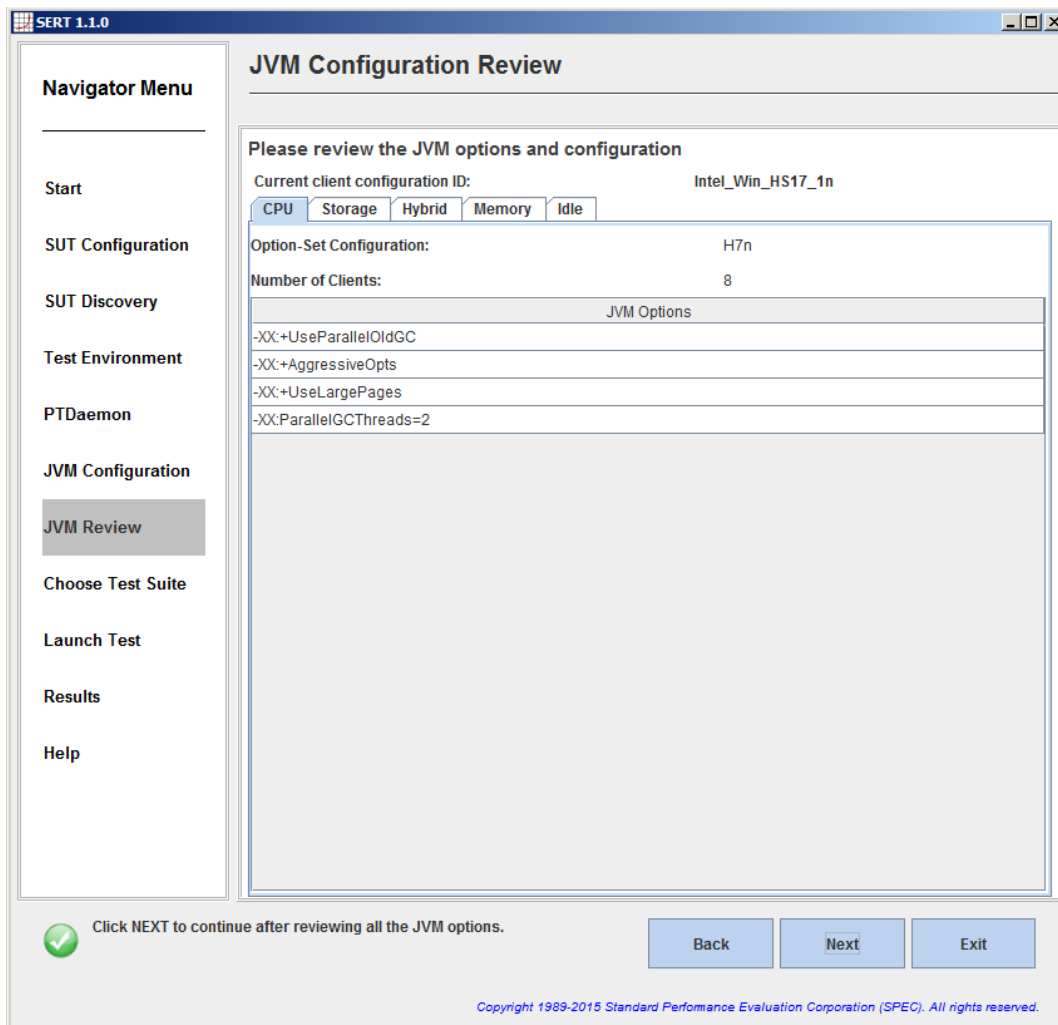 SERT 1.1.0
Navigator Menu
Start
SUT Configuration
SUT Discovery
Test Environment
PTDaemon
JVM Configuration
JVM Review
Choose Test Suite
Launch Test
Results
Help
JVM Configuration Review
Please review the JVM options and configuration
Current client configuration ID: Intel_Win_HS17_1n
CPU Storage Hybrid Memory Idle
Option-Set Configuration: H7n
Number of Clients: 8
JVM Options
-XX:+UseParallelOldGC
-XX:+AggressiveOpts
-XX:+UseLargePages
-XX:ParallelGCThreads=2
Click NEXT to continue after reviewing all the JVM options.
Back Next Exit
Copyright 1989-2015 Standard Performance Evaluation Corporation (SPEC). All rights reserved.